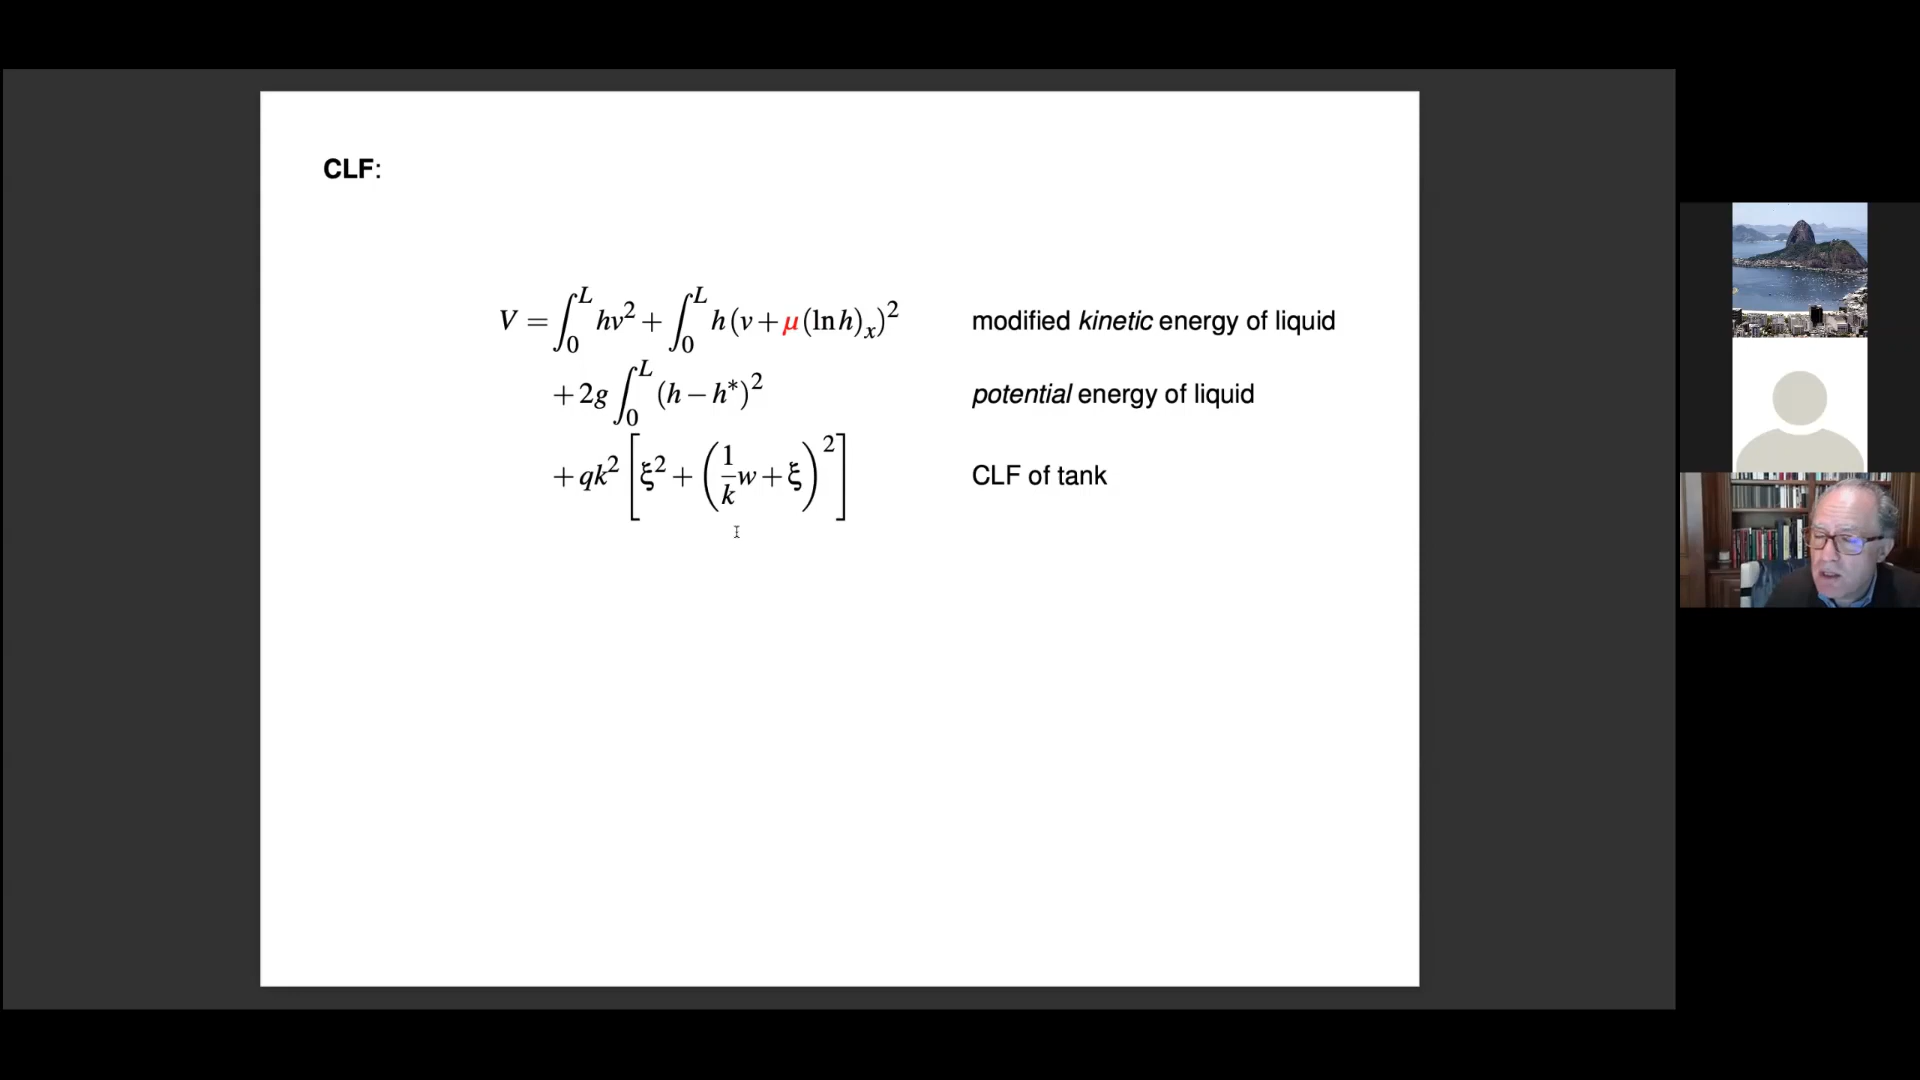 CLF:
V = ∫₀ᴸ hv² + ∫₀ᴸ h(v + μ(ln h)ₓ)² modified kinetic energy of liquid
+ 2g ∫₀ᴸ (h − h*)² potential energy of liquid
+ qk² [ξ² + (1/k w + ξ)²] CLF of tank